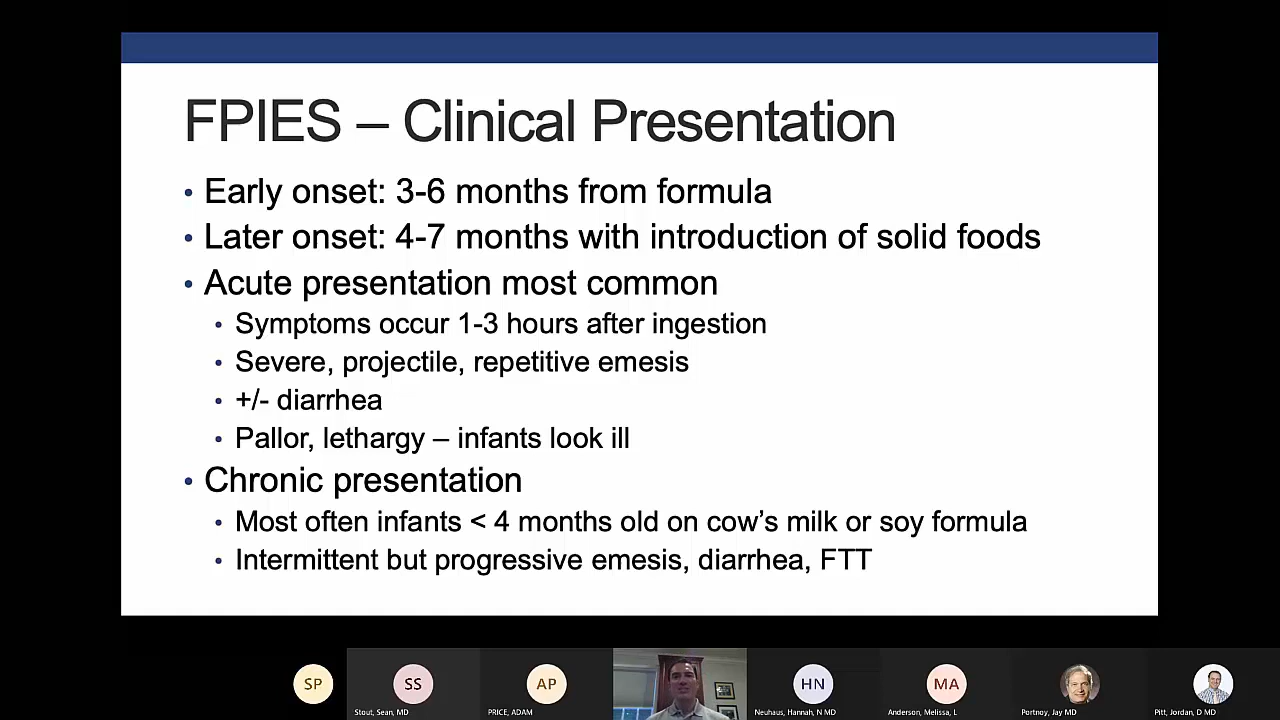 FPIES – Clinical Presentation
• Early onset: 3-6 months from formula
• Later onset: 4-7 months with introduction of solid foods
• Acute presentation most common
• Symptoms occur 1-3 hours after ingestion
• Severe, projectile, repetitive emesis
• +/- diarrhea
• Pallor, lethargy – infants look ill
• Chronic presentation
• Most often infants < 4 months old on cow’s milk or soy formula
• Intermittent but progressive emesis, diarrhea, FTT
SP
SS
AP
HN
MA
Stout, Sean, MD
PRICE, ADAM
Neuhaus, Hannah, N MD
Anderson, Melissa, L
Portnoy, Jay MD
Pitt, Jordan, D MD